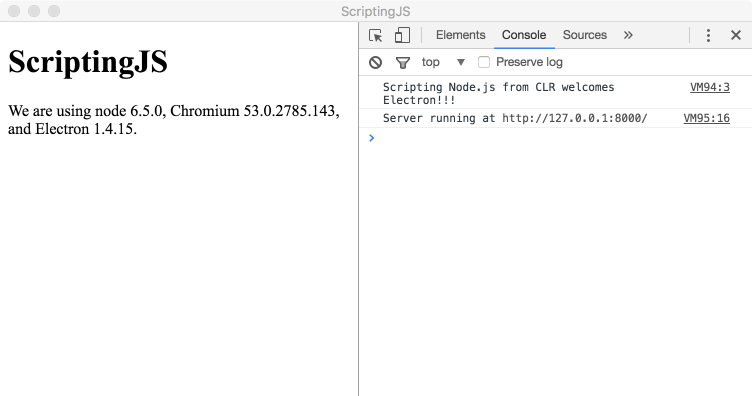 ScriptingJS
ScriptingJS
We are using node 6.5.0, Chromium 53.0.2785.143,
and Electron 1.4.15.
Elements Console Sources »
top ▼ Preserve log
Scripting Node.js from CLR welcomes VM94:3
Electron!!!
Server running at http://127.0.0.1:8000/ VM95:16